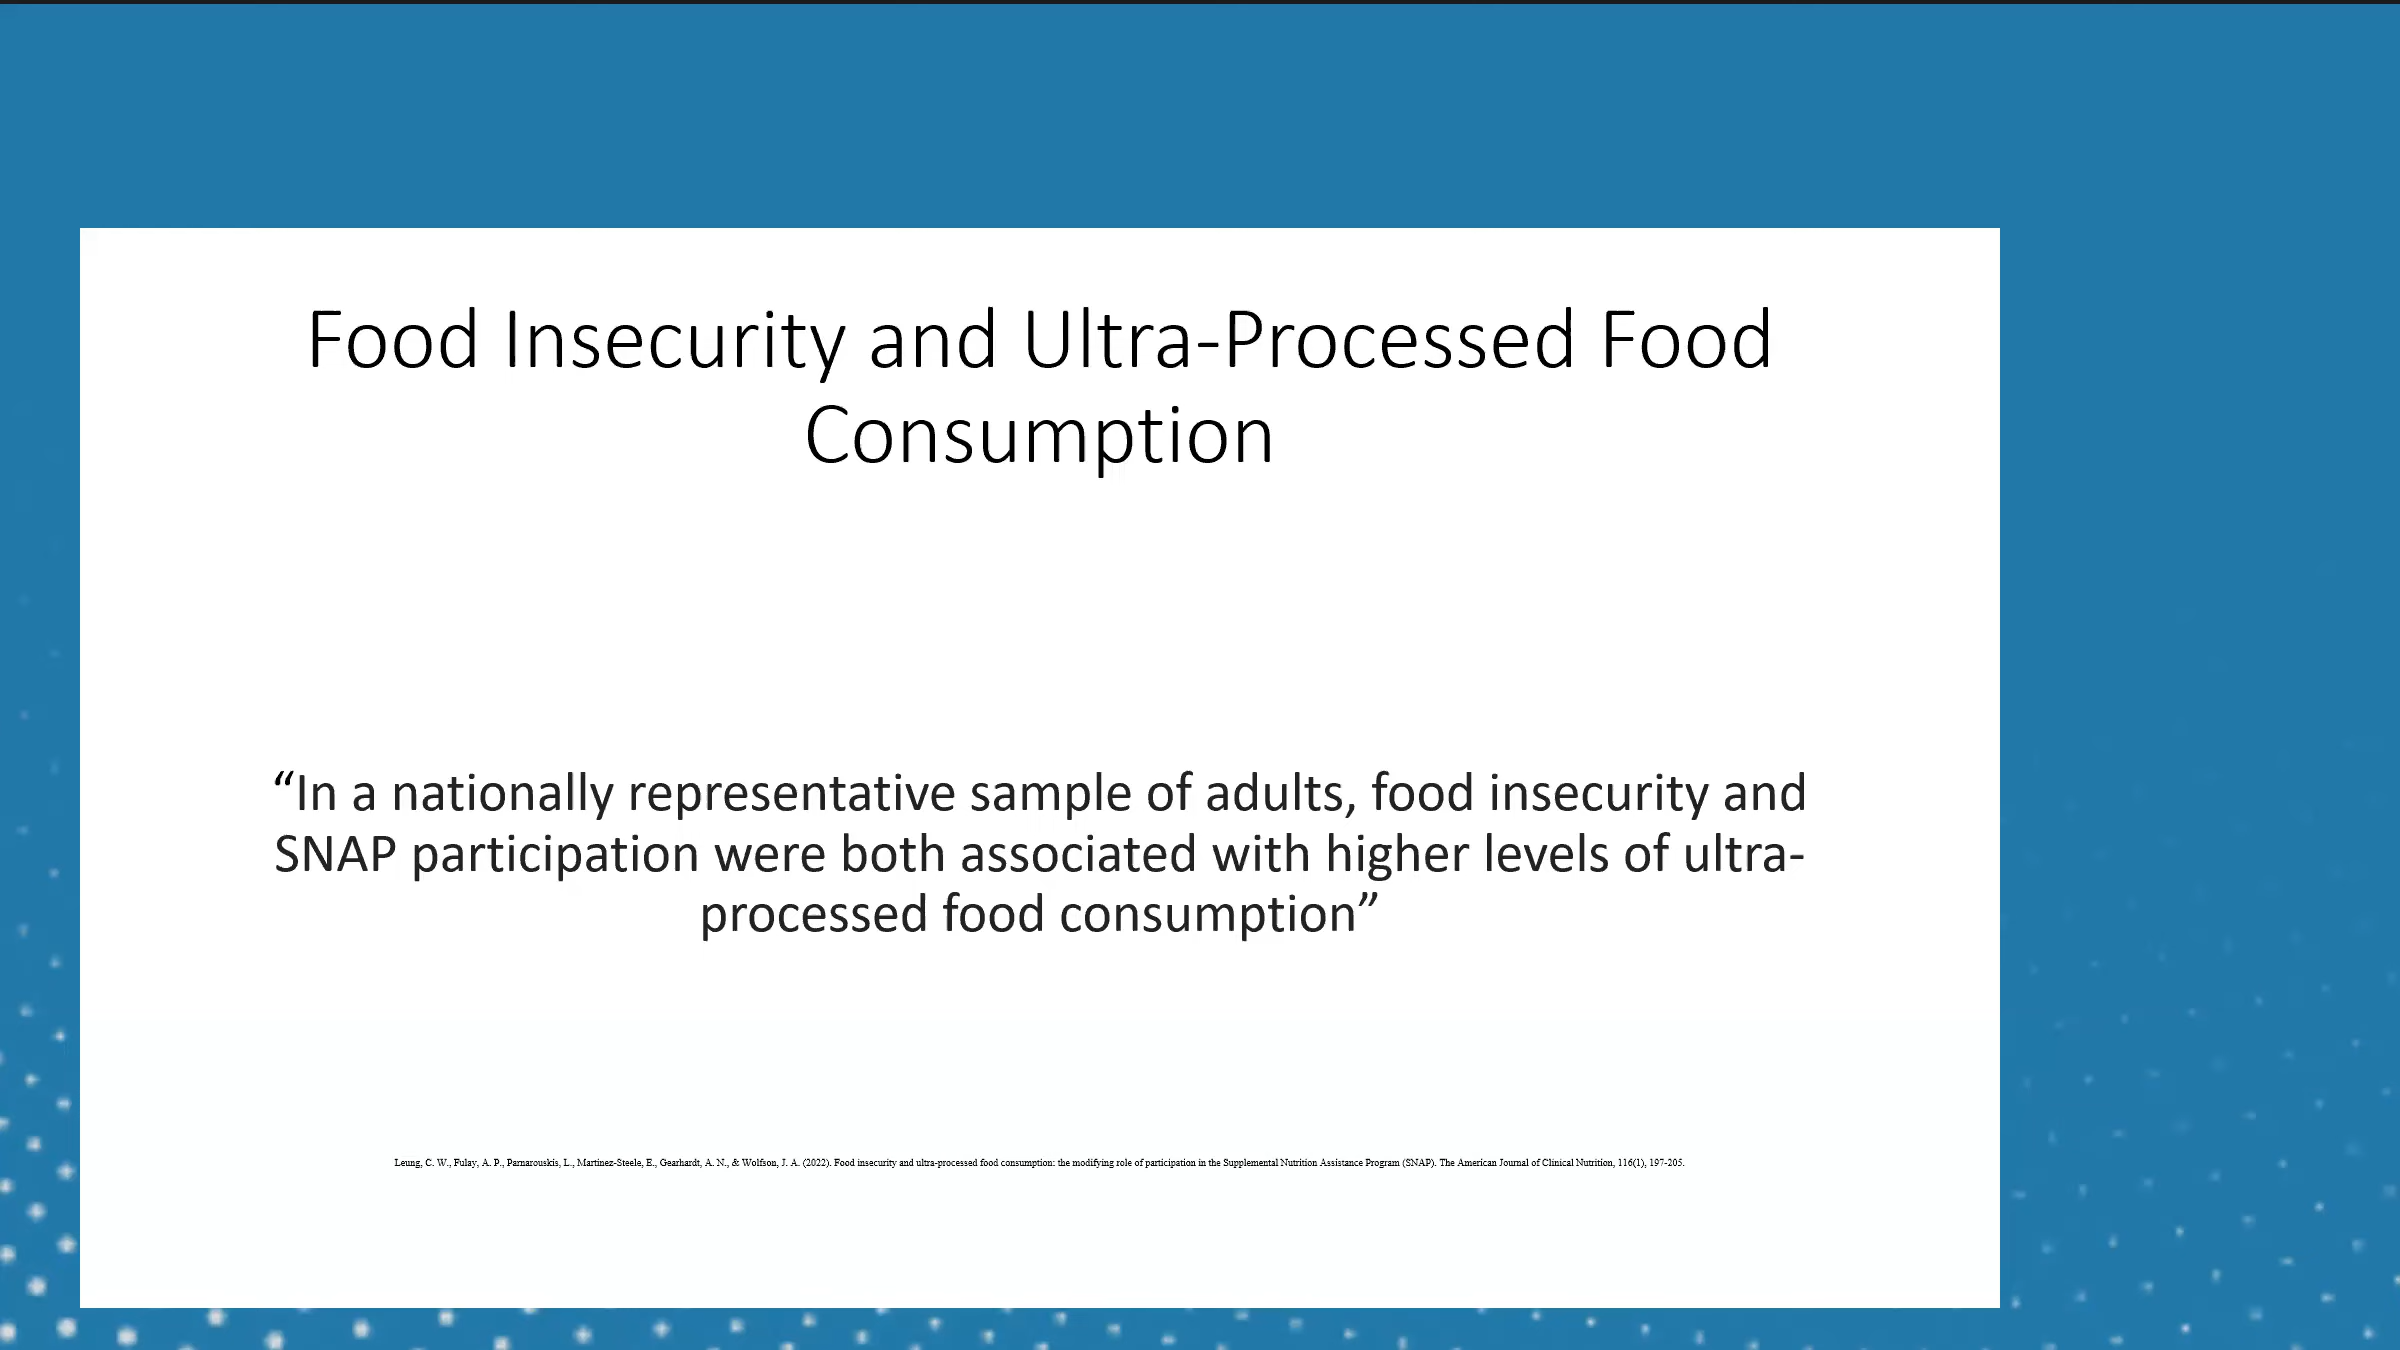 Food Insecurity and Ultra-Processed Food
Consumption
“In a nationally representative sample of adults, food insecurity and
SNAP participation were both associated with higher levels of ultra-
processed food consumption”
Leung, C. W., Fulay, A. P., Parnarouskis, L., Martinez-Steele, E., Gearhardt, A. N., & Wolfson, J. A. (2022). Food insecurity and ultra-processed food consumption: the modifying role of participation in the Supplemental Nutrition Assistance Program (SNAP). The American Journal of Clinical Nutrition, 116(1), 197-205.